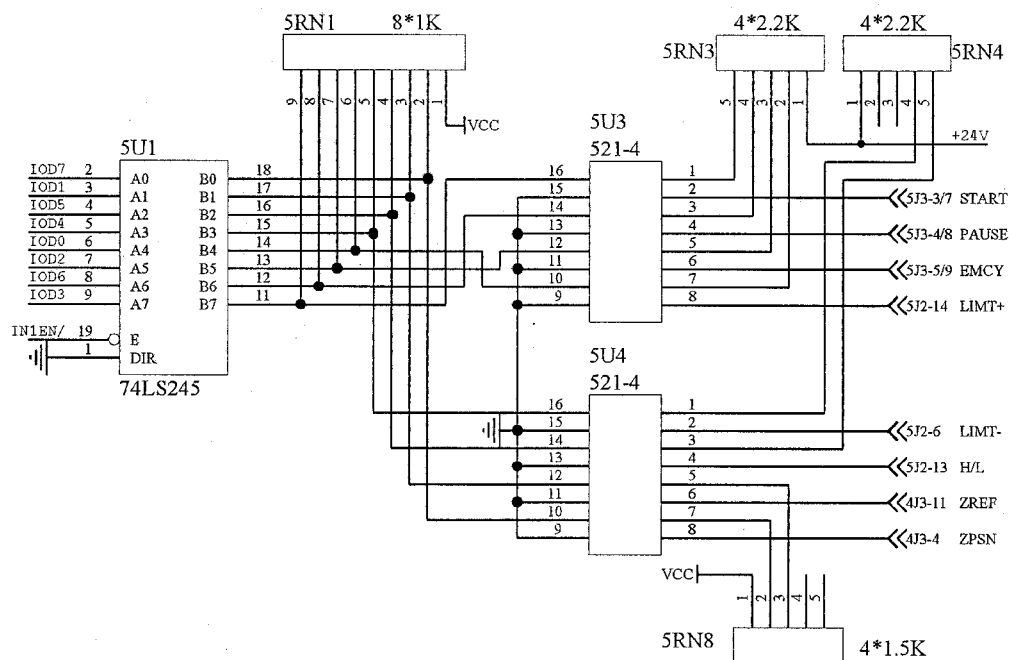 5RN1 8*1K
4*2.2K 4*2.2K
5RN3 5RN4
9 8 7 6 5 4 3 2 1
5 4 3 2 1
1 2 3 4 5
VCC
+24V
5U1
5U3
521-4
IOD7 2 A0 B0 18
IOD1 3 A1 B1 17
IOD5 4 A2 B2 16
IOD4 5 A3 B3 15
IOD0 6 A4 B4 14
IOD2 7 A5 B5 13
IOD6 8 A6 B6 12
IOD3 9 A7 B7 11
IN1EN/ 19 E
1 DIR
74LS245
16 1
15 2 5J3-3/7 START
14 3
13 4 5J3-4/8 PAUSE
12 5
11 6 5J3-5/9 EMCY
10 7
9 8 5J2-14 LIMT+
5U4
521-4
16 1
15 2 5J2-6 LIMT-
14 3
13 4 5J2-13 H/L
12 5
11 6 4J3-11 ZREF
10 7
9 8 4J3-4 ZPSN
VCC
1 2 3 4 5
5RN8 4*1.5K